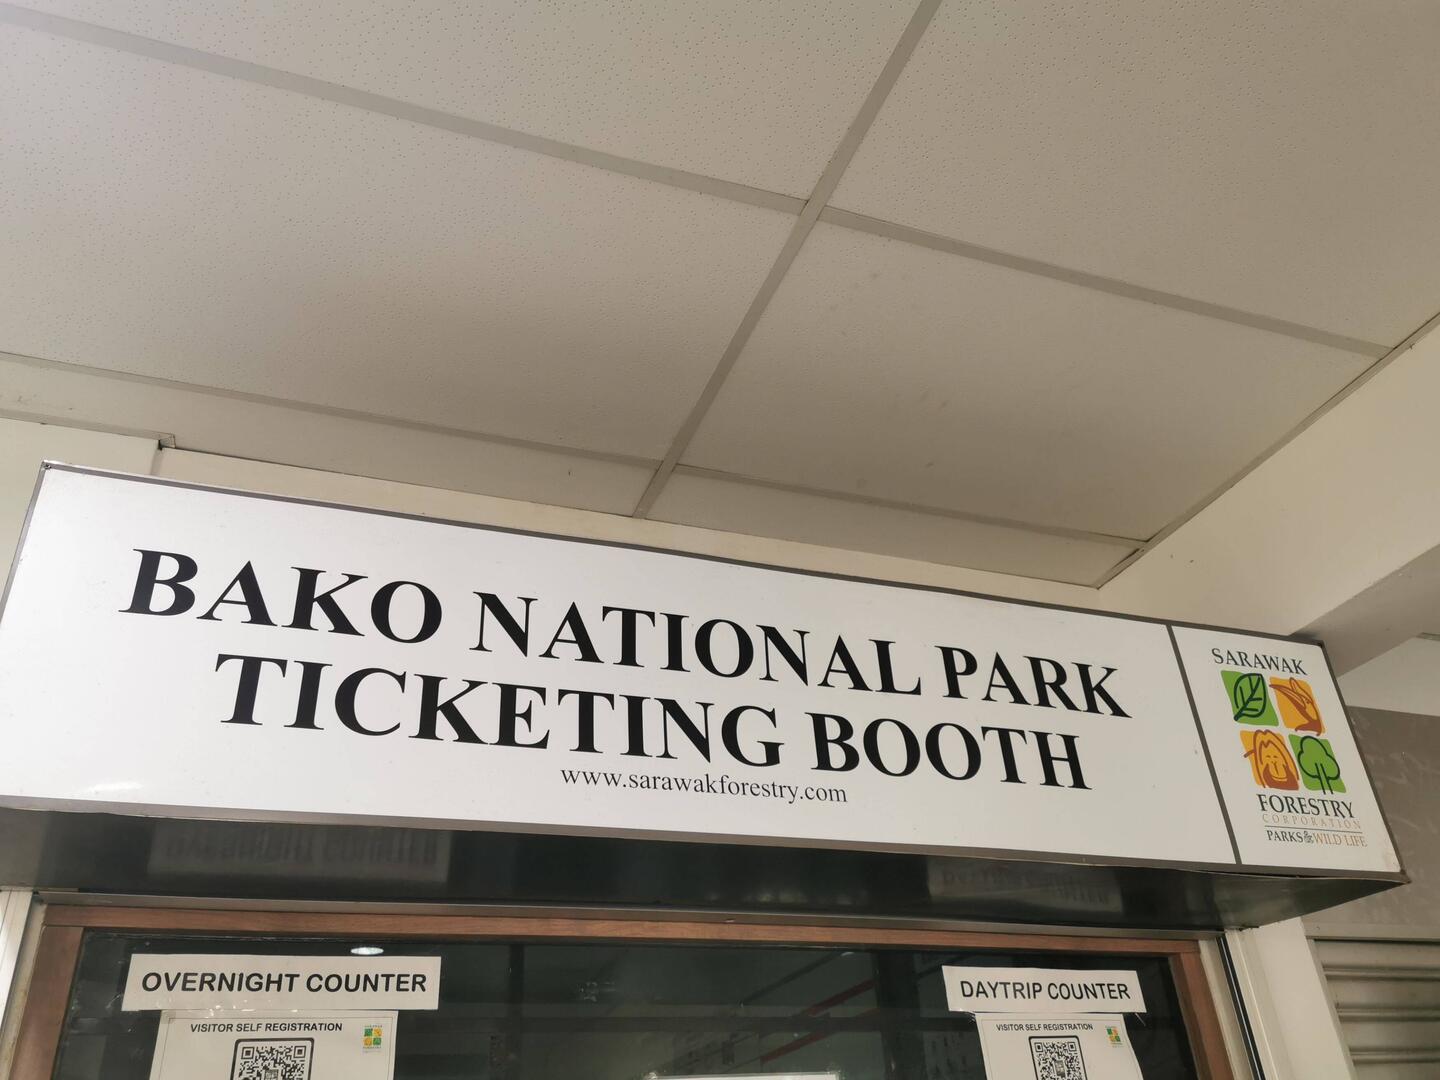 BAKO NATIONAL PARK
TICKETING BOOTH
www.sarawakforestry.com
SARAWAK
FORESTRY
CORPORATION
PARKS & WILD LIFE
OVERNIGHT COUNTER
VISITOR SELF REGISTRATION
DAYTRIP COUNTER
VISITOR SELF REGISTRATION